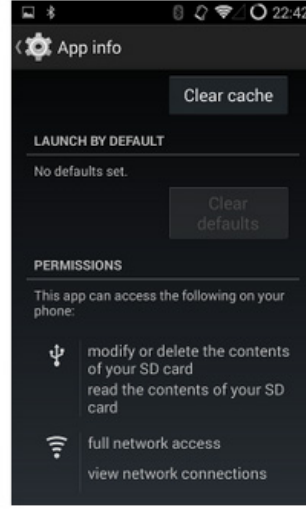 22:42
App info
Clear cache
LAUNCH BY DEFAULT
No defaults set.
Clear
defaults
PERMISSIONS
This app can access the following on your
phone:
modify or delete the contents
of your SD card
read the contents of your SD
card
full network access
view network connections